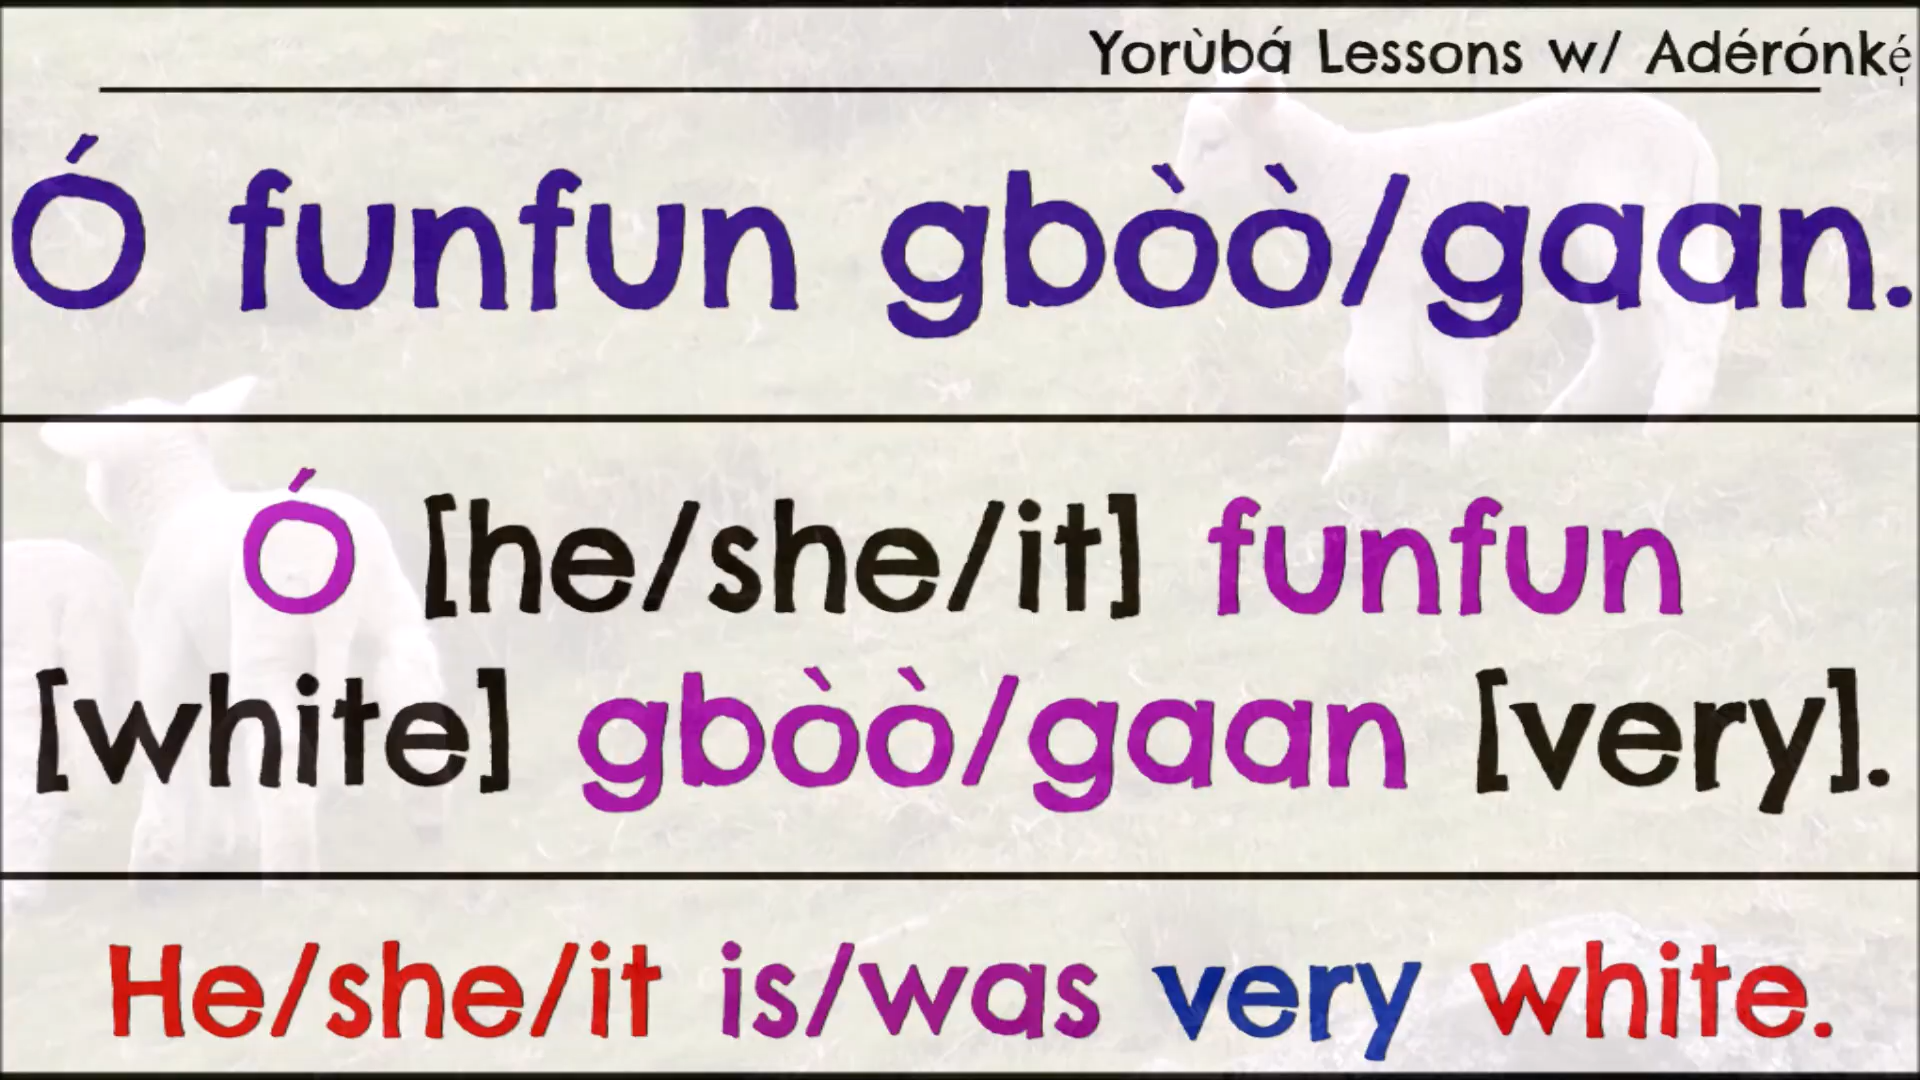 Yorùbá Lessons w/ Adérónkẹ́
Ó funfun gbòò/gaan.
Ó [he/she/it] funfun
[white] gbòò/gaan [very].
He/she/it is/was very white.